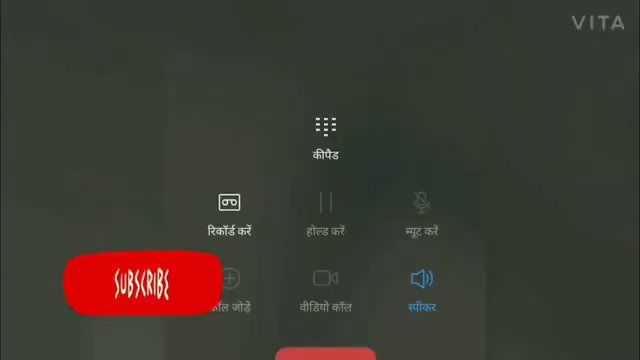 VITA
कीपैड
रिकॉर्ड करें
होल्ड करें
म्यूट करें
SUBSCRIBE
कॉल जोड़ें
वीडियो कॉल
स्पीकर